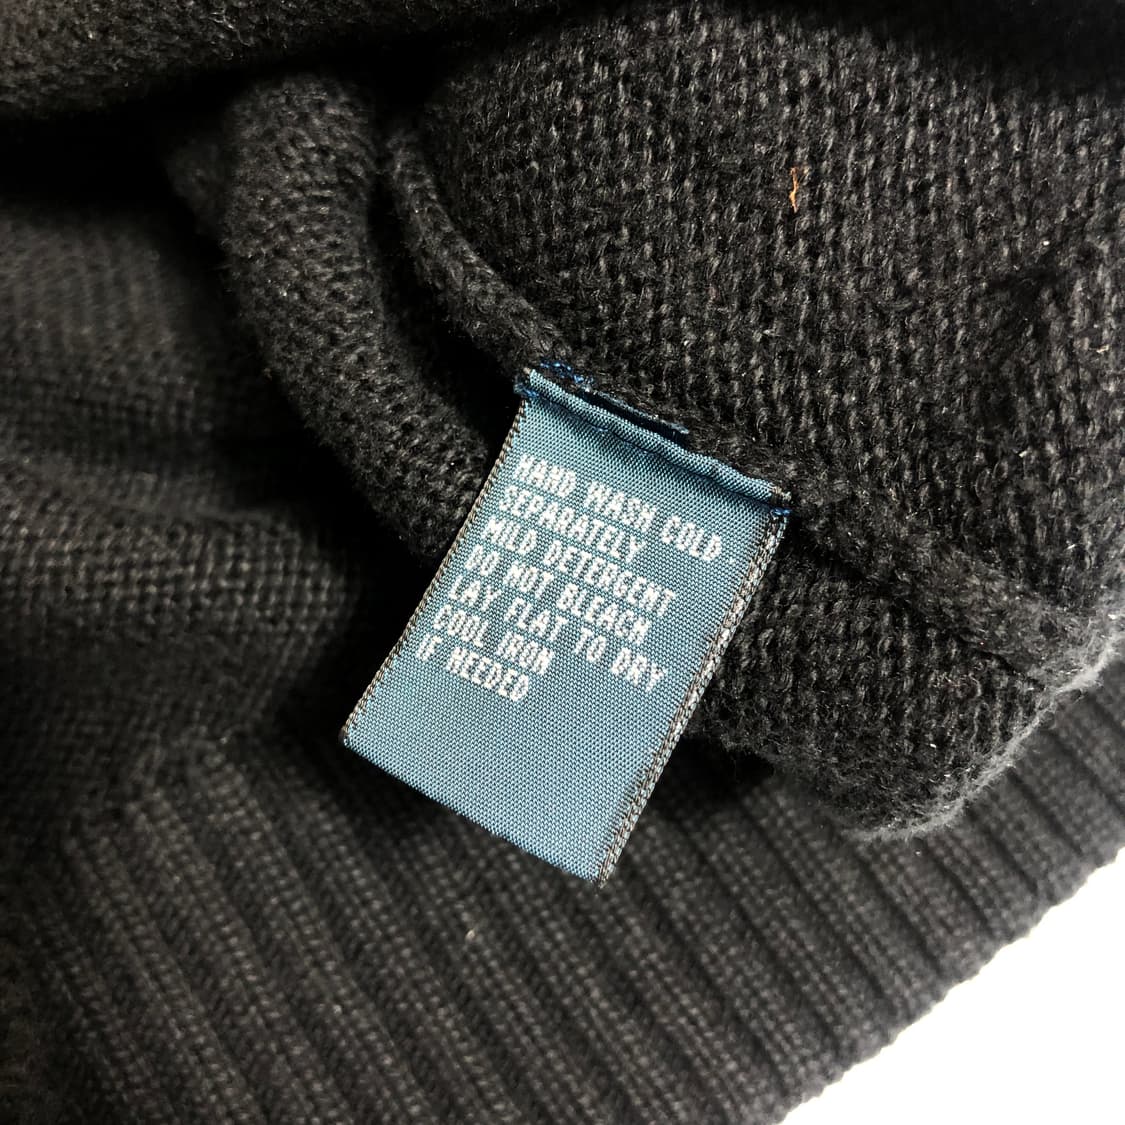 HAND WASH COLD
SEPARATELY
MILD DETERGENT
DO NOT BLEACH
LAY FLAT TO DRY
COOL IRON
IF NEEDED